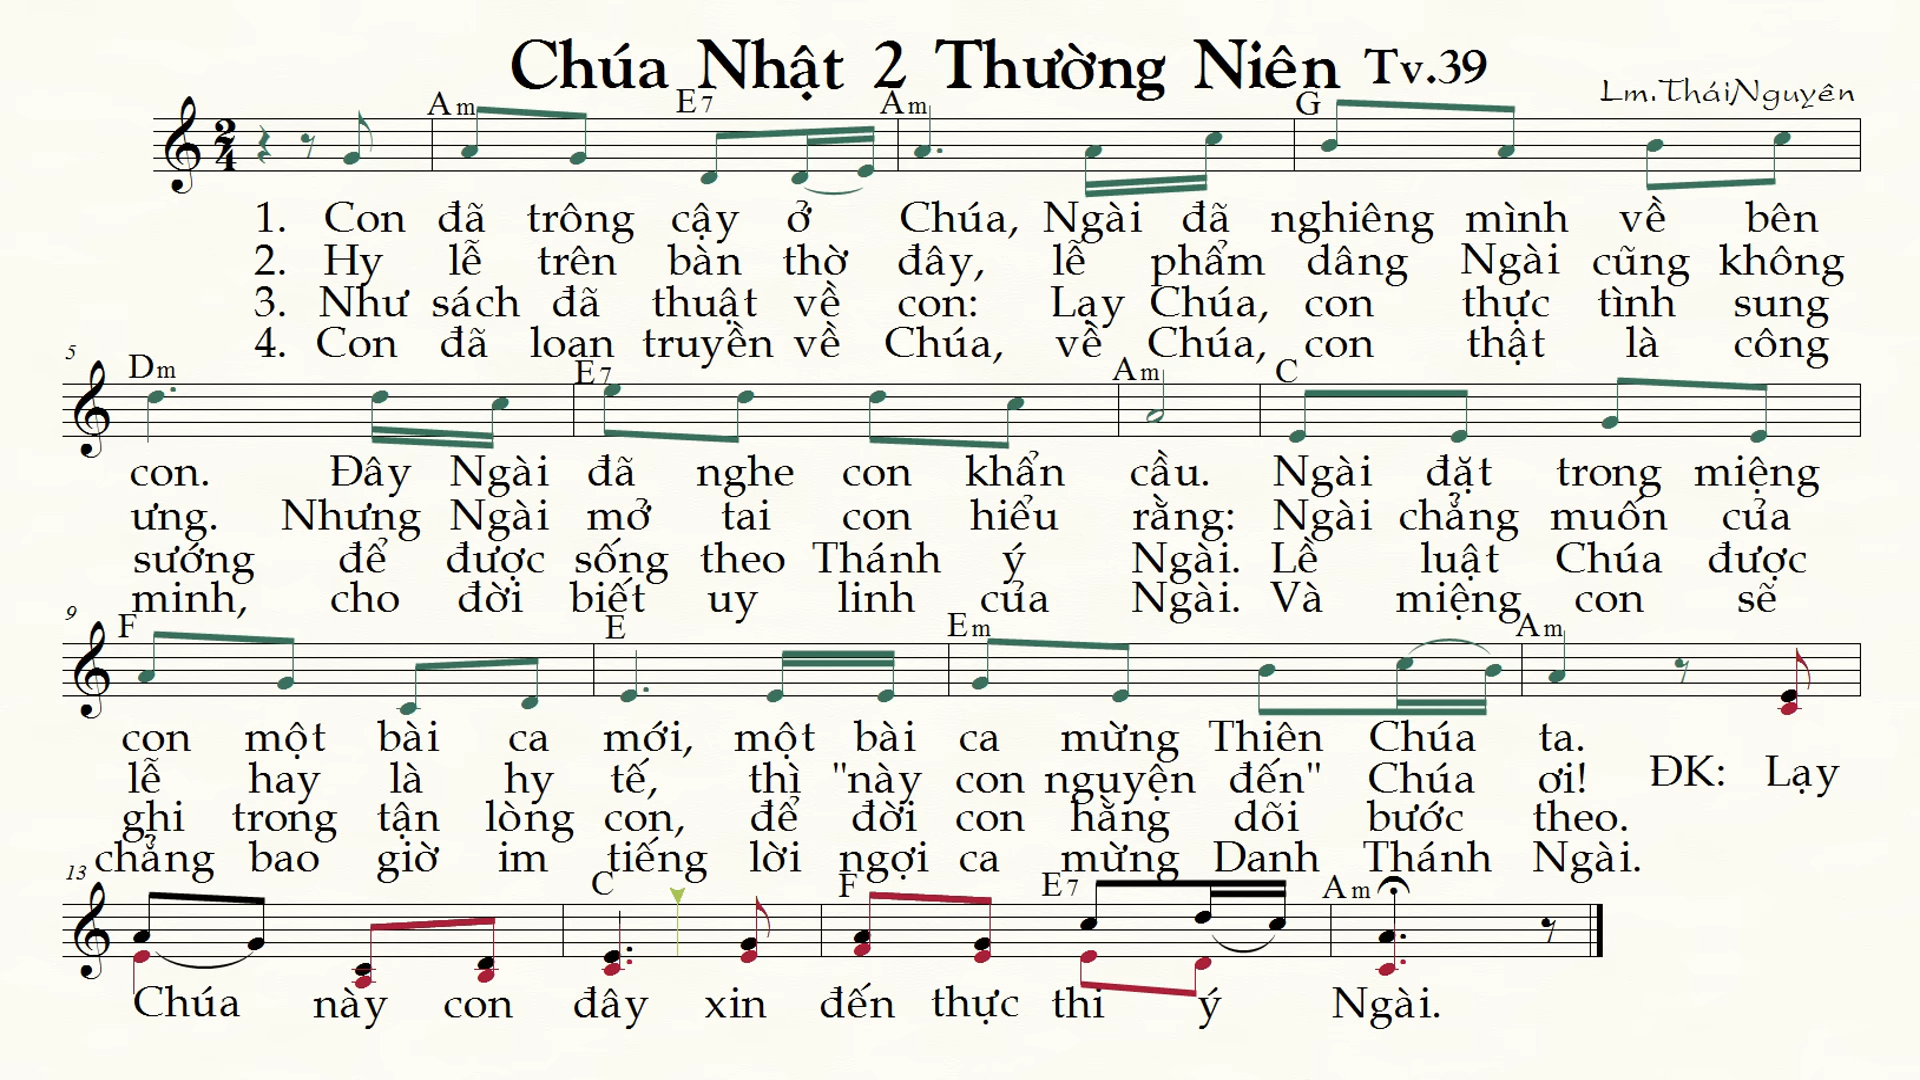 Chúa Nhật 2 Thường Niên Tv.39
Lm.TháiNguyên
Am E7 Am G
2
4
1. Con đã trông cậy ở Chúa, Ngài đã nghiêng mình về bên
2. Hy lễ trên bàn thờ đây, lễ phẩm dâng Ngài cũng không
3. Như sách đã thuật về con: Lạy Chúa, con thực tình sung
4. Con đã loan truyền về Chúa, về Chúa, con thật là công
5
Dm E7 Am C
con. Đây Ngài đã nghe con khẩn cầu. Ngài đặt trong miệng
ưng. Nhưng Ngài mở tai con hiểu rằng: Ngài chẳng muốn của
sướng để được sống theo Thánh ý Ngài. Lề luật Chúa được
minh, cho đời biết uy linh của Ngài. Và miệng con sẽ
9
F E Em Am
con một bài ca mới, một bài ca mừng Thiên Chúa ta.
lễ hay là hy tế, thì "này con nguyện đến" Chúa ơi! ĐK: Lạy
ghi trong tận lòng con, để đời con hằng dõi bước theo.
chẳng bao giờ im tiếng lời ngợi ca mừng Danh Thánh Ngài.
13
C F E7 Am
Chúa này con đây xin đến thực thi ý Ngài.